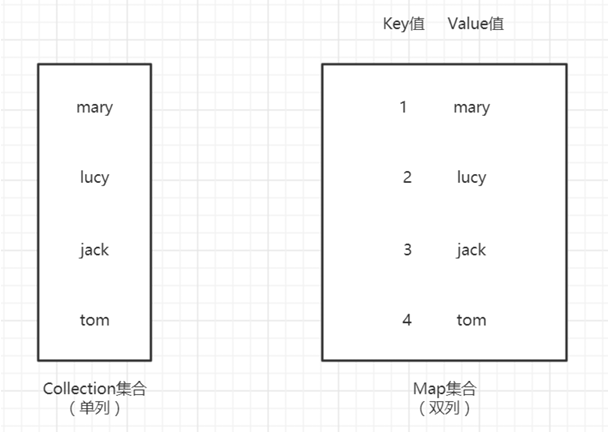 Key值 Value值
mary
lucy
jack
tom
1 mary
2 lucy
3 jack
4 tom
Collection集合
（单列）
Map集合
（双列）